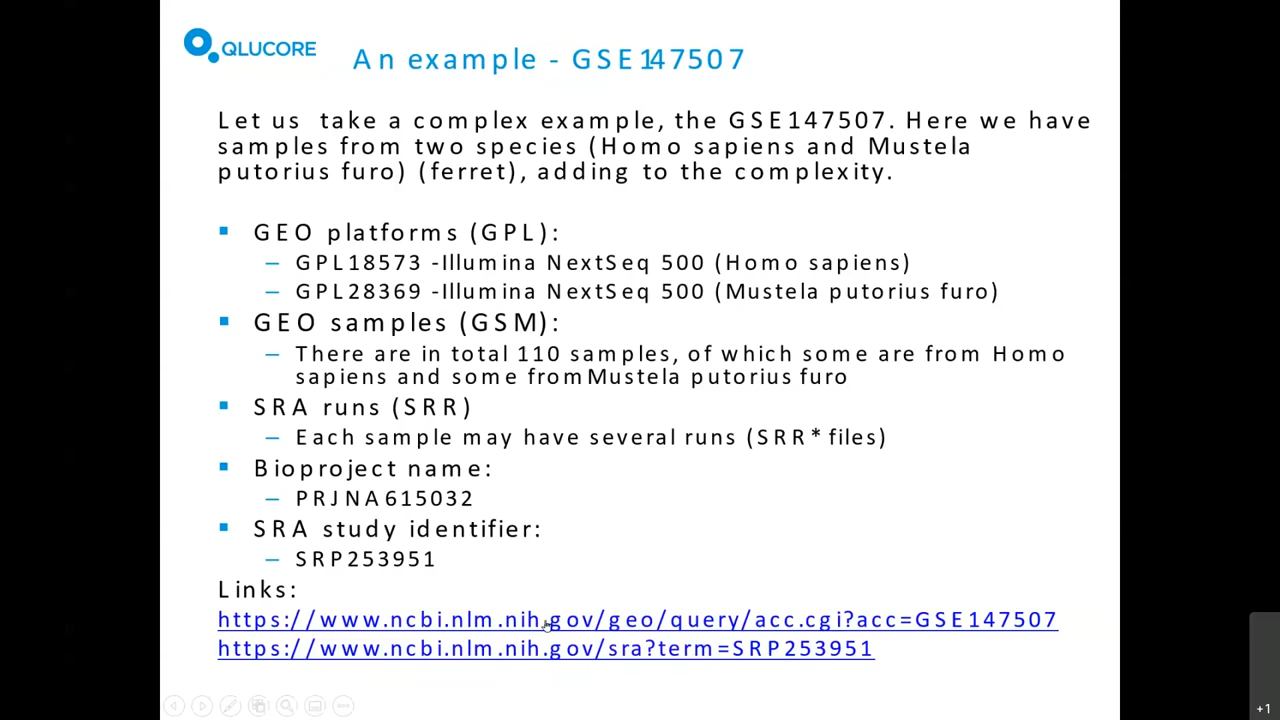 QLUCORE
An example - GSE147507
Let us take a complex example, the GSE147507. Here we have
samples from two species (Homo sapiens and Mustela
putorius furo) (ferret), adding to the complexity.
▪ GEO platforms (GPL):
– GPL18573 -Illumina NextSeq 500 (Homo sapiens)
– GPL28369 -Illumina NextSeq 500 (Mustela putorius furo)
▪ GEO samples (GSM):
– There are in total 110 samples, of which some are from Homo
sapiens and some from Mustela putorius furo
▪ SRA runs (SRR)
– Each sample may have several runs (SRR* files)
▪ Bioproject name:
– PRJNA615032
▪ SRA study identifier:
– SRP253951
Links:
https://www.ncbi.nlm.nih.gov/geo/query/acc.cgi?acc=GSE147507
https://www.ncbi.nlm.nih.gov/sra?term=SRP253951
+1